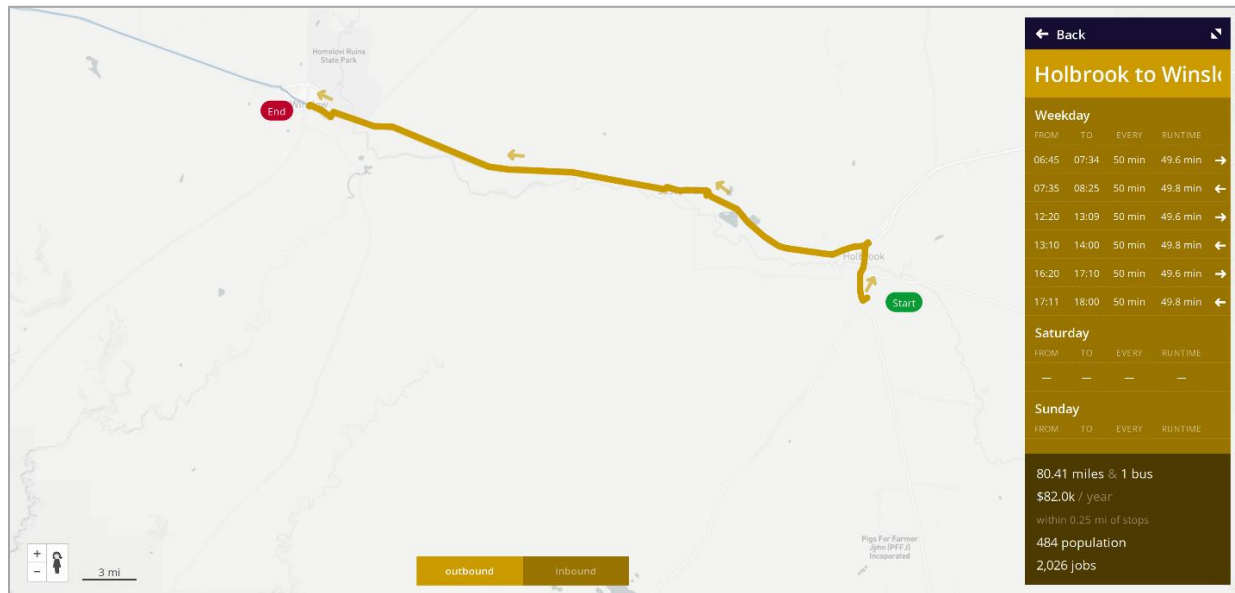 Homolovi Ruins
State Park
Winslow
End
Holbrook
Start
Pigs For Farmer
John (PFFJ)
Incoporated
+
−
3 mi
outbound inbound
← Back
Holbrook to Winslo
Weekday
FROM TO EVERY RUNTIME
06:45 07:34 50 min 49.6 min →
07:35 08:25 50 min 49.8 min ←
12:20 13:09 50 min 49.6 min →
13:10 14:00 50 min 49.8 min ←
16:20 17:10 50 min 49.6 min →
17:11 18:00 50 min 49.8 min ←
Saturday
FROM TO EVERY RUNTIME
— — — —
Sunday
FROM TO EVERY RUNTIME
80.41 miles & 1 bus
$82.0k / year
within 0.25 mi of stops
484 population
2,026 jobs